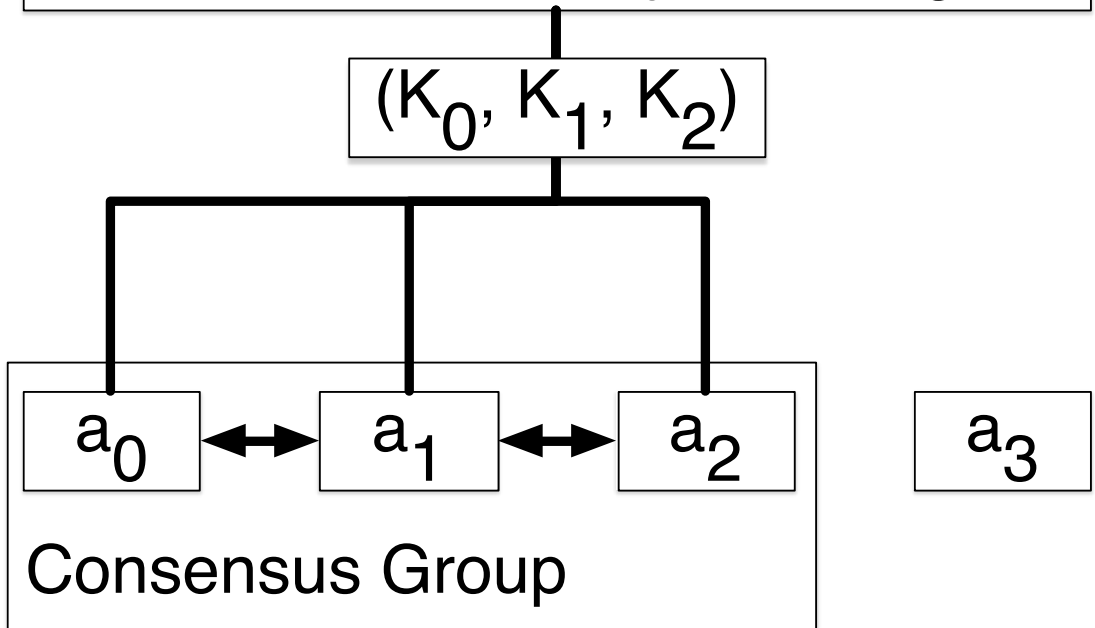 (K₀, K₁, K₂)
a₀ a₁ a₂ a₃
Consensus Group